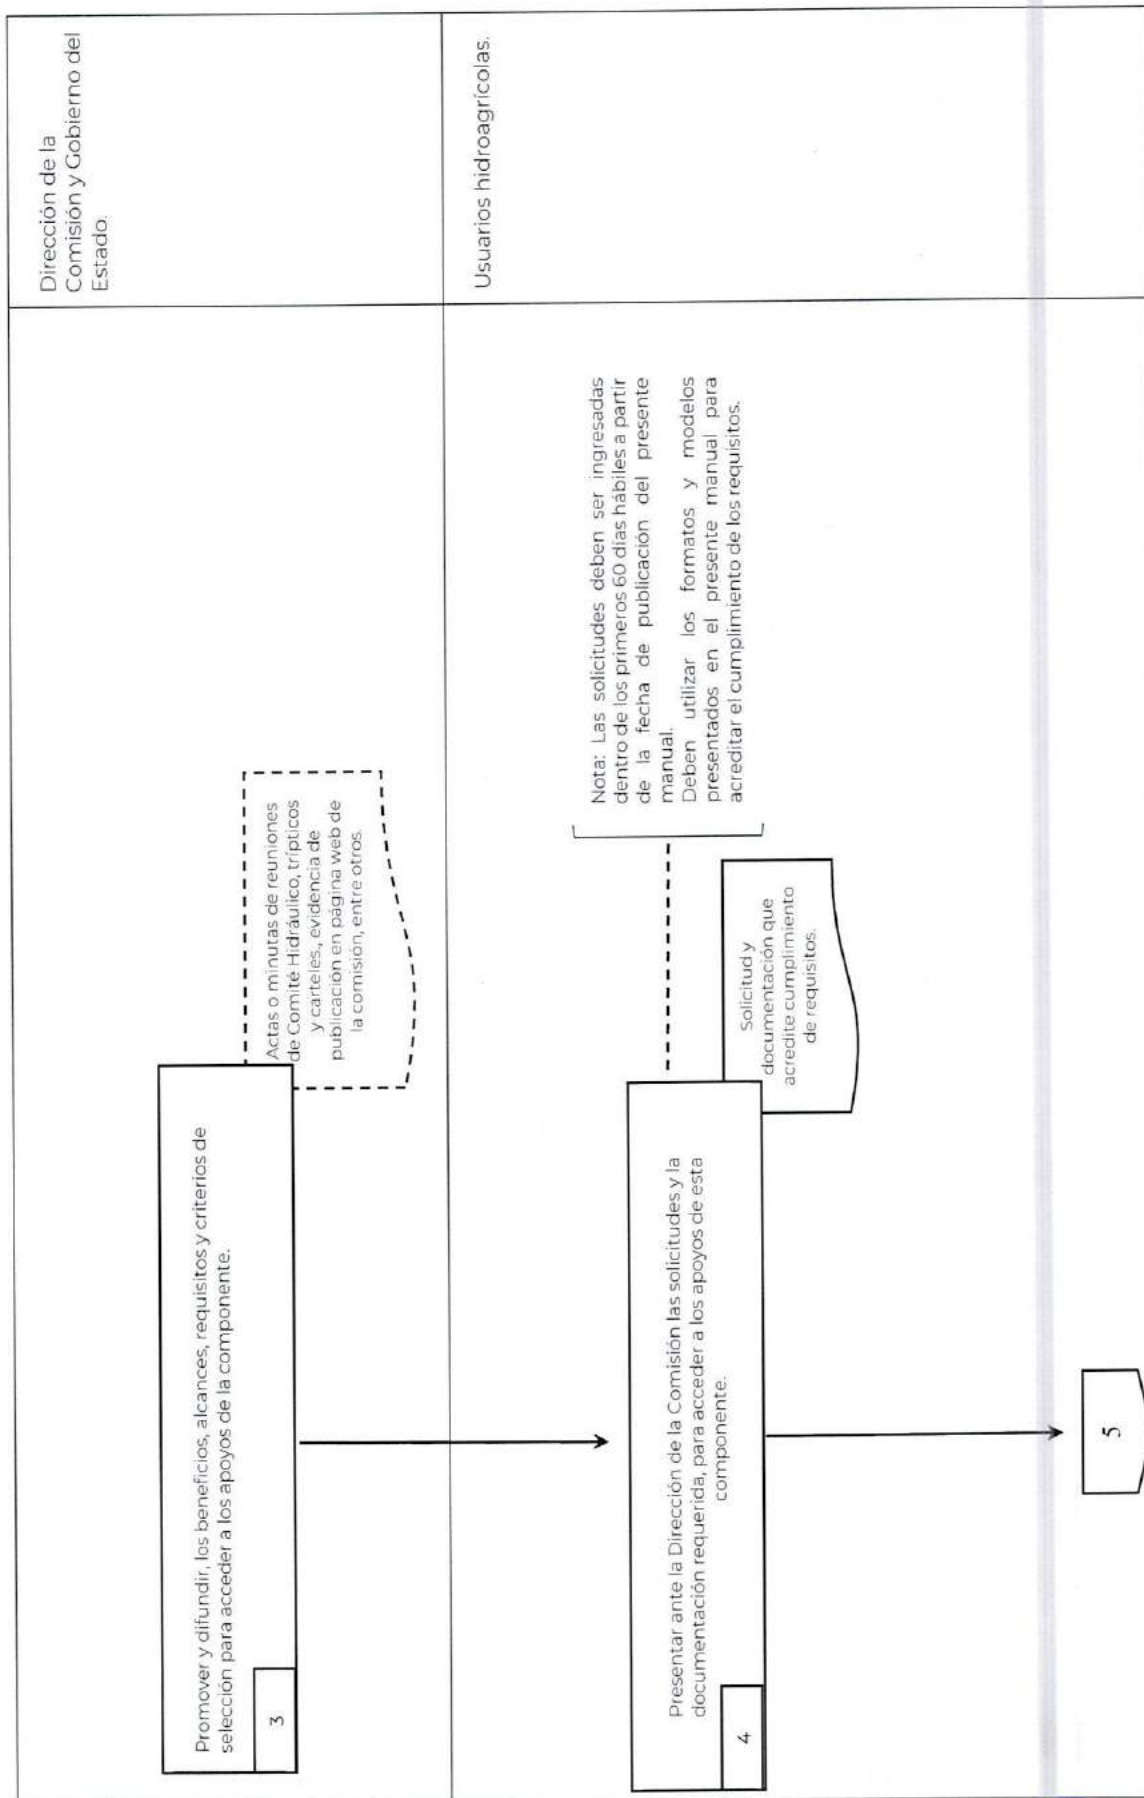 Promover y difundir, los beneficios, alcances, requisitos y criterios de
selección para acceder a los apoyos de la componente.
3
Actas o minutas de reuniones
de Comité Hidráulico, trípticos
y carteles, evidencia de
publicación en página web de
la comisión, entre otros.
Dirección de la
Comisión y Gobierno del
Estado.
Presentar ante la Dirección de la Comisión las solicitudes y la
documentación requerida, para acceder a los apoyos de esta
componente.
4
Solicitud y
documentación que
acredite cumplimiento
de requisitos.
Nota: Las solicitudes deben ser ingresadas
dentro de los primeros 60 días hábiles a partir
de la fecha de publicación del presente
manual.
Deben utilizar los formatos y modelos
presentados en el presente manual para
acreditar el cumplimiento de los requisitos.
Usuarios hidroagrícolas.
5